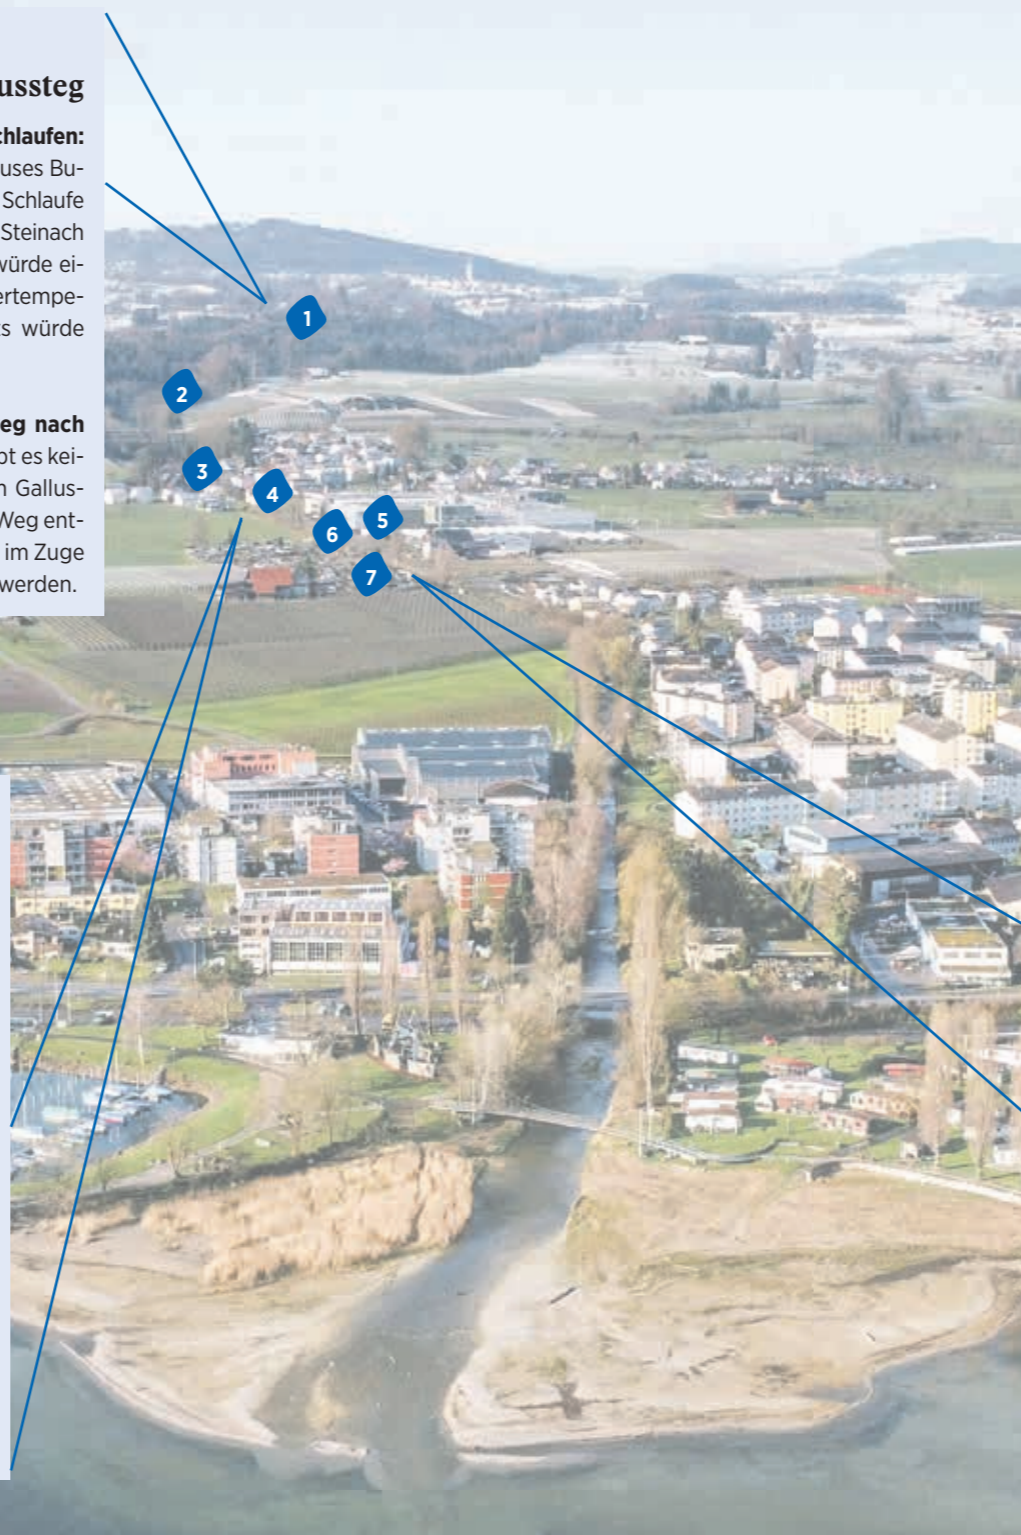 ussteg
chlaufen:
uses Bu-
Schlaufe
Steinach
würde ei-
ertempe-
s würde
eg nach
bt es kei-
n Gallus-
Weg ent-
im Zuge
werden.
1
2
3
4
5
6
7